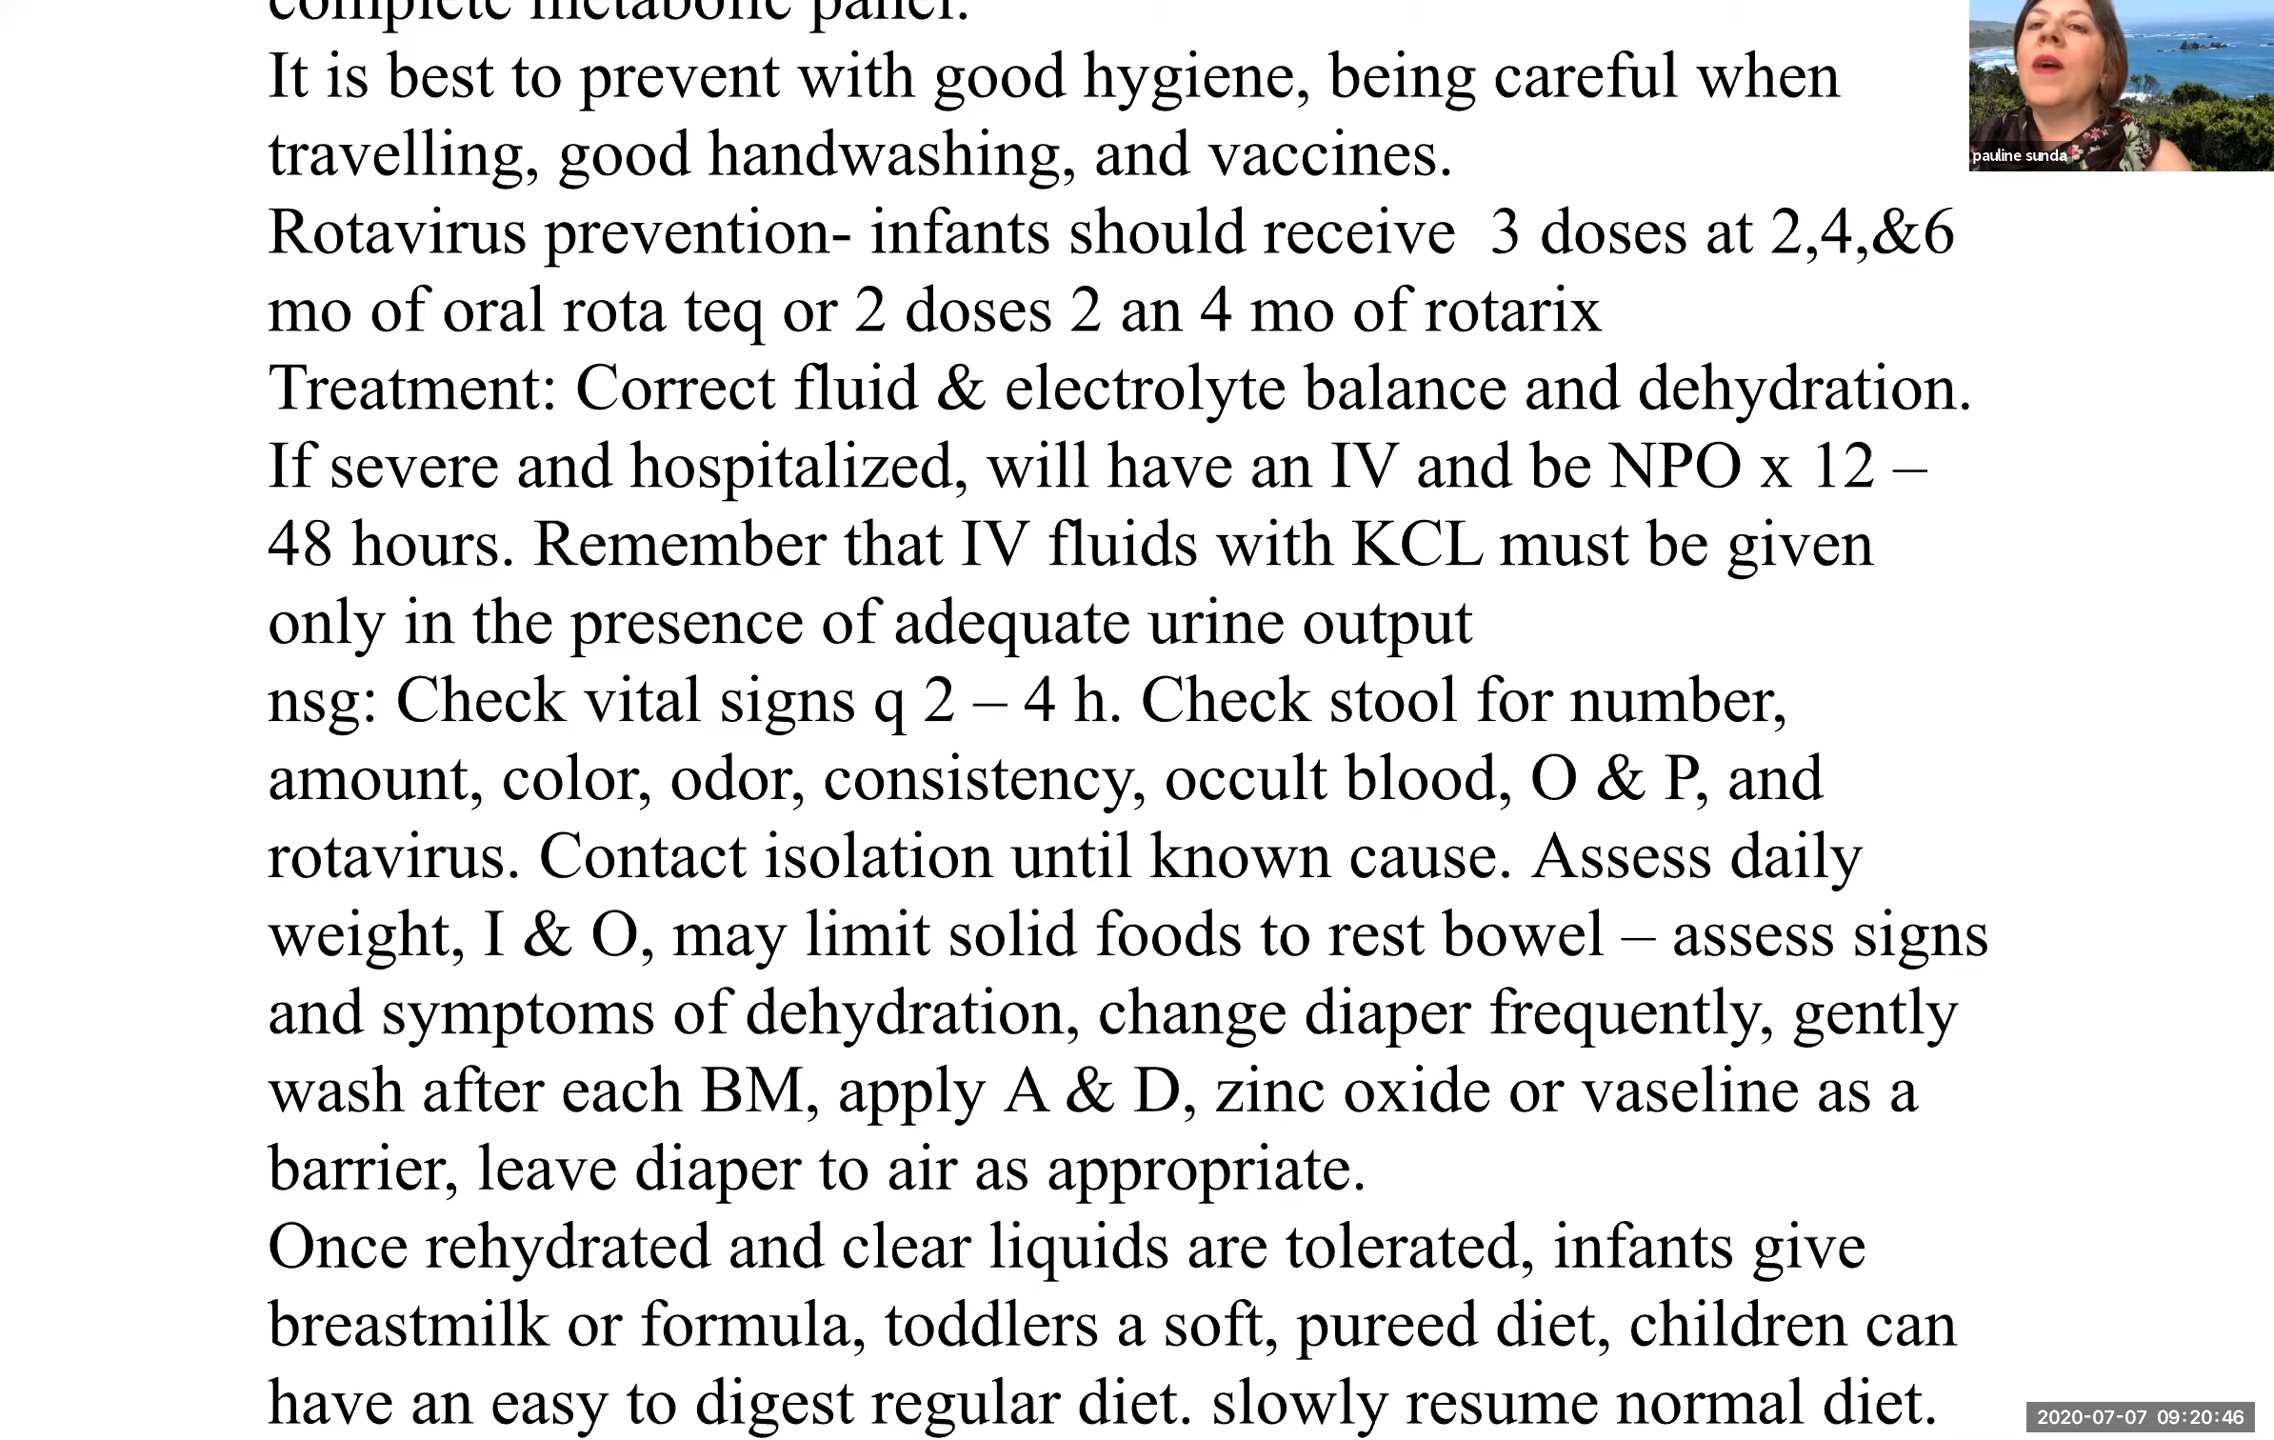 complete metabolic panel.
It is best to prevent with good hygiene, being careful when
travelling, good handwashing, and vaccines.
Rotavirus prevention- infants should receive  3 doses at 2,4,&6
mo of oral rota teq or 2 doses 2 an 4 mo of rotarix
Treatment: Correct fluid & electrolyte balance and dehydration.
If severe and hospitalized, will have an IV and be NPO x 12 –
48 hours. Remember that IV fluids with KCL must be given
only in the presence of adequate urine output
nsg: Check vital signs q 2 – 4 h. Check stool for number,
amount, color, odor, consistency, occult blood, O & P, and
rotavirus. Contact isolation until known cause. Assess daily
weight, I & O, may limit solid foods to rest bowel – assess signs
and symptoms of dehydration, change diaper frequently, gently
wash after each BM, apply A & D, zinc oxide or vaseline as a
barrier, leave diaper to air as appropriate.
Once rehydrated and clear liquids are tolerated, infants give
breastmilk or formula, toddlers a soft, pureed diet, children can
have an easy to digest regular diet. slowly resume normal diet.
pauline sunda
2020-07-07 09:20:46